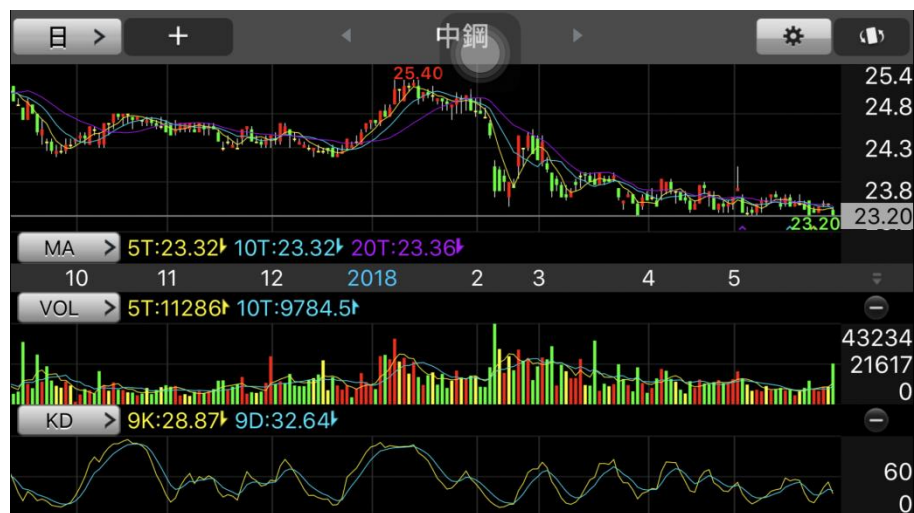 日 > + 中鋼
25.40
25.4
24.8
24.3
23.8
23.20
23.20
MA > 5T:23.32 10T:23.32 20T:23.36
10 11 12 2018 2 3 4 5
VOL > 5T:11286 10T:9784.5
43234
21617
0
KD > 9K:28.87 9D:32.64
60
0